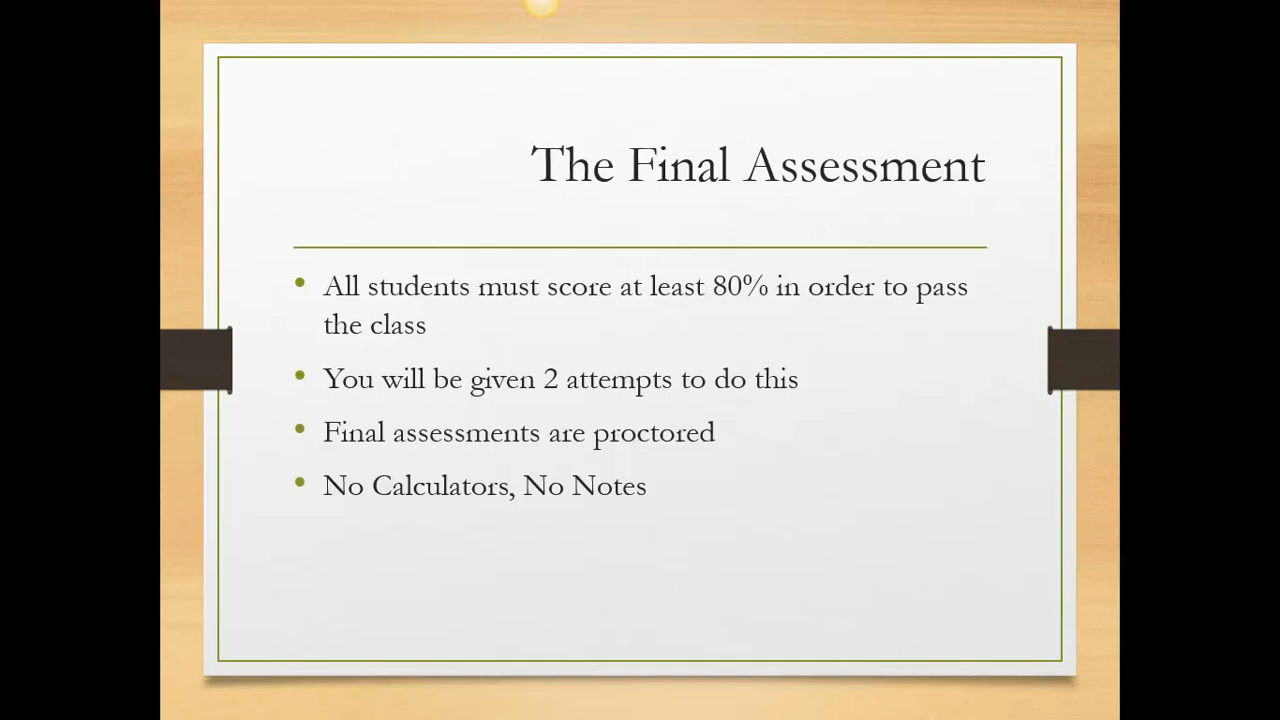 The Final Assessment
• All students must score at least 80% in order to pass
the class
• You will be given 2 attempts to do this
• Final assessments are proctored
• No Calculators, No Notes